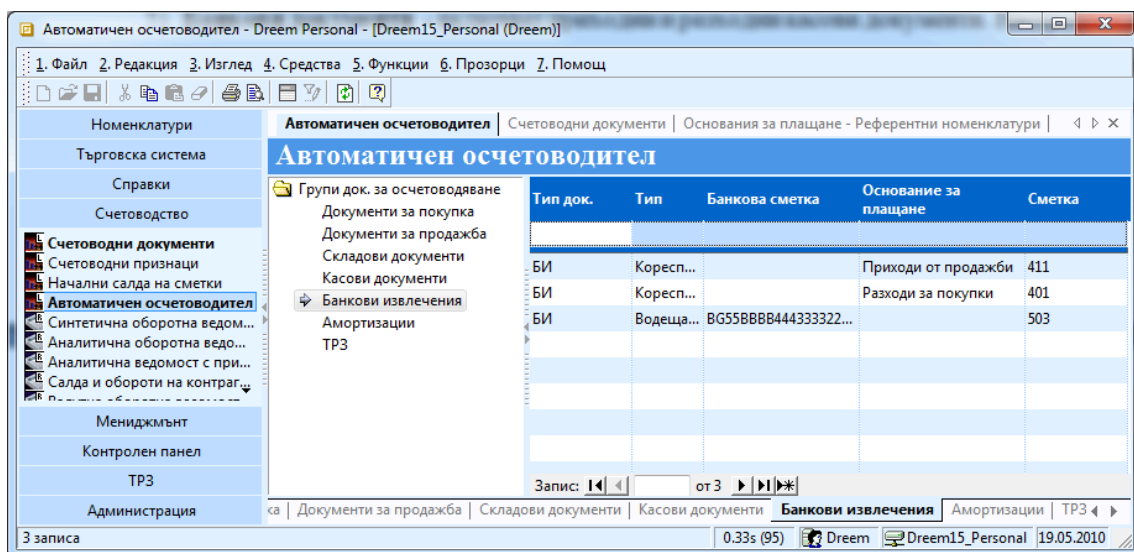 Автоматичен осчетоводител - Dreem Personal - [Dreem15_Personal (Dreem)]
1. Файл 2. Редакция 3. Изглед 4. Средства 5. Функции 6. Прозорци 7. Помощ
Номенклатури
Търговска система
Справки
Счетоводство
Счетоводни документи
Счетоводни признаци
Начални салда на сметки
Автоматичен осчетоводител
Синтетична оборотна ведом...
Аналитична оборотна ведо...
Аналитична ведомост с при...
Салда и обороти на контраг...
Мениджмънт
Контролен панел
ТРЗ
Администрация
Автоматичен осчетоводител | Счетоводни документи | Основания за плащане - Референтни номенклатури |
Автоматичен осчетоводител
Групи док. за осчетоводяване
Документи за покупка
Документи за продажба
Складови документи
Касови документи
Банкови извлечения
Амортизации
ТРЗ
Тип док. Тип Банкова сметка Основание за плащане Сметка
БИ Коресп... Приходи от продажби 411
БИ Коресп... Разходи за покупки 401
БИ Водеща... BG55BBBB444333322... 503
Запис: от 3
ка | Документи за продажба | Складови документи | Касови документи Банкови извлечения Амортизации | ТРЗ
3 записа 0.33s (95) Dreem Dreem15_Personal 19.05.2010